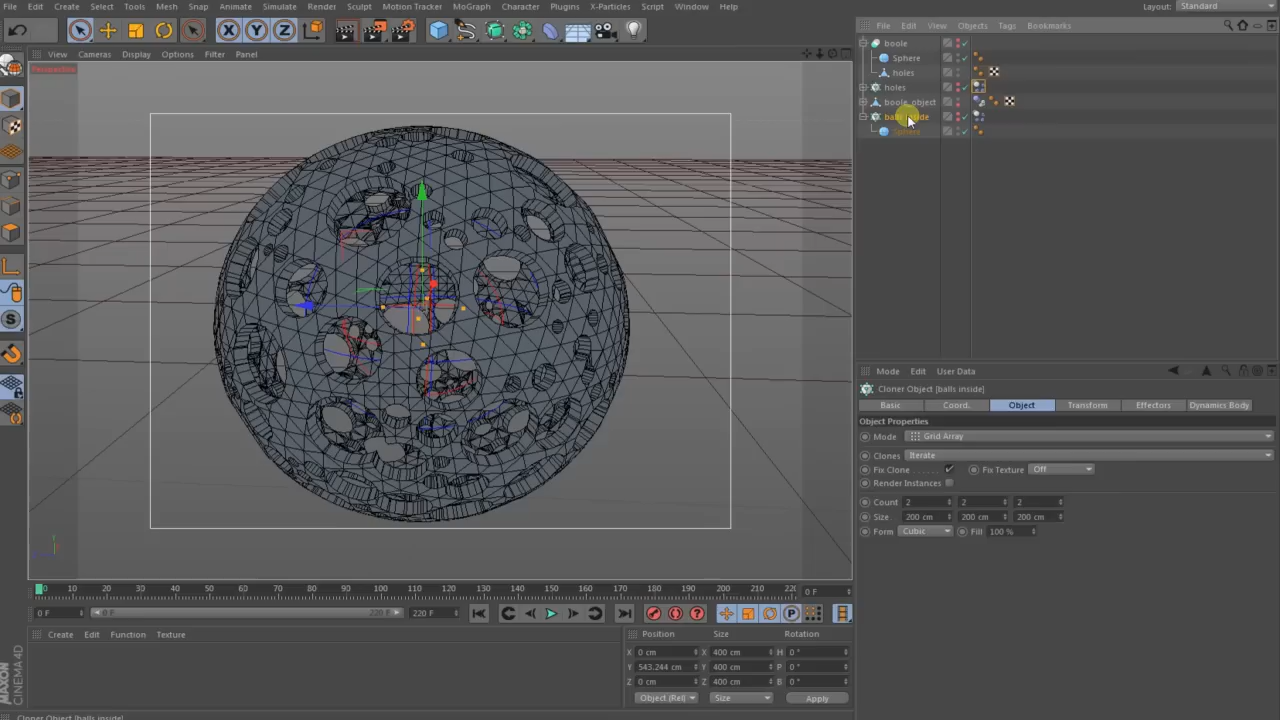 File Edit Create Select Tools Mesh Snap Animate Simulate Render Sculpt Motion Tracker MoGraph Character Plugins X-Particles Script Window Help Layout: Standard
View Cameras Display Options Filter Panel
Perspective
File Edit View Objects Tags Bookmarks
boole
Sphere
holes
holes
boole_object
balls inside
Sphere
Mode Edit User Data
Cloner Object [balls inside]
Basic Coord. Object Transform Effectors Dynamics Body
Object Properties
Mode Grid Array
Clones Iterate
Fix Clone Fix Texture Off
Render Instances
Count 2 2 2
Size 200 cm 200 cm 200 cm
Form Cubic Fill 100 %
0 10 20 30 40 50 60 70 80 90 100 110 120 130 140 150 160 170 180 190 200 210 220 0 F
0 F 0 F 220 F 220 F
Create Edit Function Texture
Position Size Rotation
X 0 cm X 400 cm H 0 °
Y 543.244 cm Y 400 cm P 0 °
Z 0 cm Z 400 cm B 0 °
Object (Rel) Size Apply
MAXON CINEMA4D
Cloner Object [balls inside]